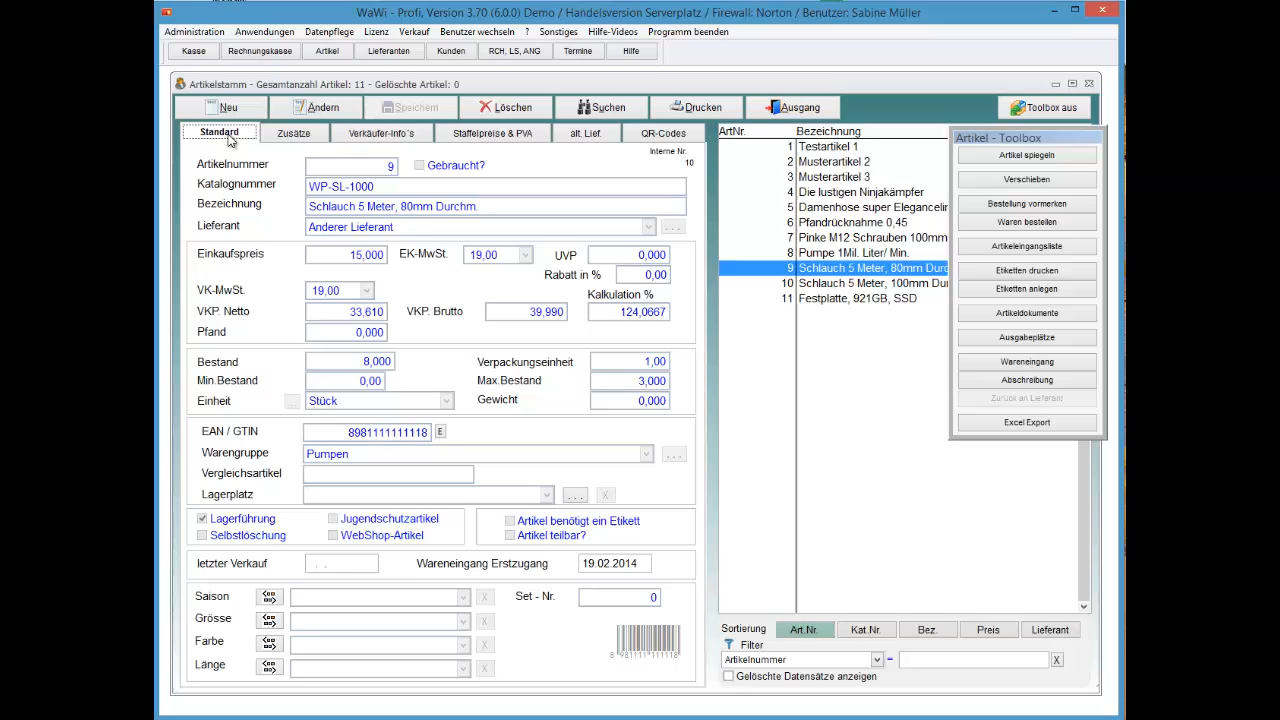 WaWi - Profi, Version 3.70 (6.0.0) Demo / Handelsversion Serverplatz / Firewall: Norton / Benutzer: Sabine Müller
Administration Anwendungen Datenpflege Lizenz Verkauf Benutzer wechseln ? Sonstiges Hilfe-Videos Programm beenden
Kasse Rechnungskasse Artikel Lieferanten Kunden RCH, LS, ANG Termine Hilfe
Artikelstamm - Gesamtanzahl Artikel: 11 - Gelöschte Artikel: 0
Neu Ändern Speichern Löschen Suchen Drucken Ausgang Toolbox aus
Standard Zusätze Verkäufer-Info´s Staffelpreise & PVA alt. Lief. QR-Codes
Interne Nr.
10
Artikelnummer 9 Gebraucht?
Katalognummer WP-SL-1000
Bezeichnung Schlauch 5 Meter, 80mm Durchm.
Lieferant Anderer Lieferant ...
Einkaufspreis 15,000 EK-MwSt. 19,00 UVP 0,000
Rabatt in % 0,00
VK-MwSt. 19,00 Kalkulation %
VKP. Netto 33,610 VKP. Brutto 39,990 124,0667
Pfand 0,000
Bestand 8,000 Verpackungseinheit 1,00
Min.Bestand 0,00 Max.Bestand 3,000
Einheit ... Stück Gewicht 0,000
EAN / GTIN 8981111111118 E
Warengruppe Pumpen ...
Vergleichsartikel
Lagerplatz ... X
Lagerführung Jugendschutzartikel Artikel benötigt ein Etikett
Selbstlöschung WebShop-Artikel Artikel teilbar?
letzter Verkauf . . Wareneingang Erstzugang 19.02.2014
Saison X Set - Nr. 0
Grösse X
Farbe X
Länge X
8 981111 111118
ArtNr. Bezeichnung
1 Testartikel 1
2 Musterartikel 2
3 Musterartikel 3
4 Die lustigen Ninjakämpfer
5 Damenhose super Elegancelin
6 Pfandrücknahme 0,45
7 Pinke M12 Schrauben 100mm
8 Pumpe 1Mil. Liter/ Min.
9 Schlauch 5 Meter, 80mm Durc
10 Schlauch 5 Meter, 100mm Du
11 Festplatte, 921GB, SSD
Artikel - Toolbox
Artikel spiegeln
Verschieben
Bestellung vormerken
Waren bestellen
Artikeleingangsliste
Etiketten drucken
Etiketten anlegen
Artikeldokumente
Ausgabeplätze
Wareneingang
Abschreibung
Zurück an Lieferant
Excel Export
Sortierung Art.Nr. Kat.Nr. Bez. Preis Lieferant
Filter
Artikelnummer = X
Gelöschte Datensätze anzeigen